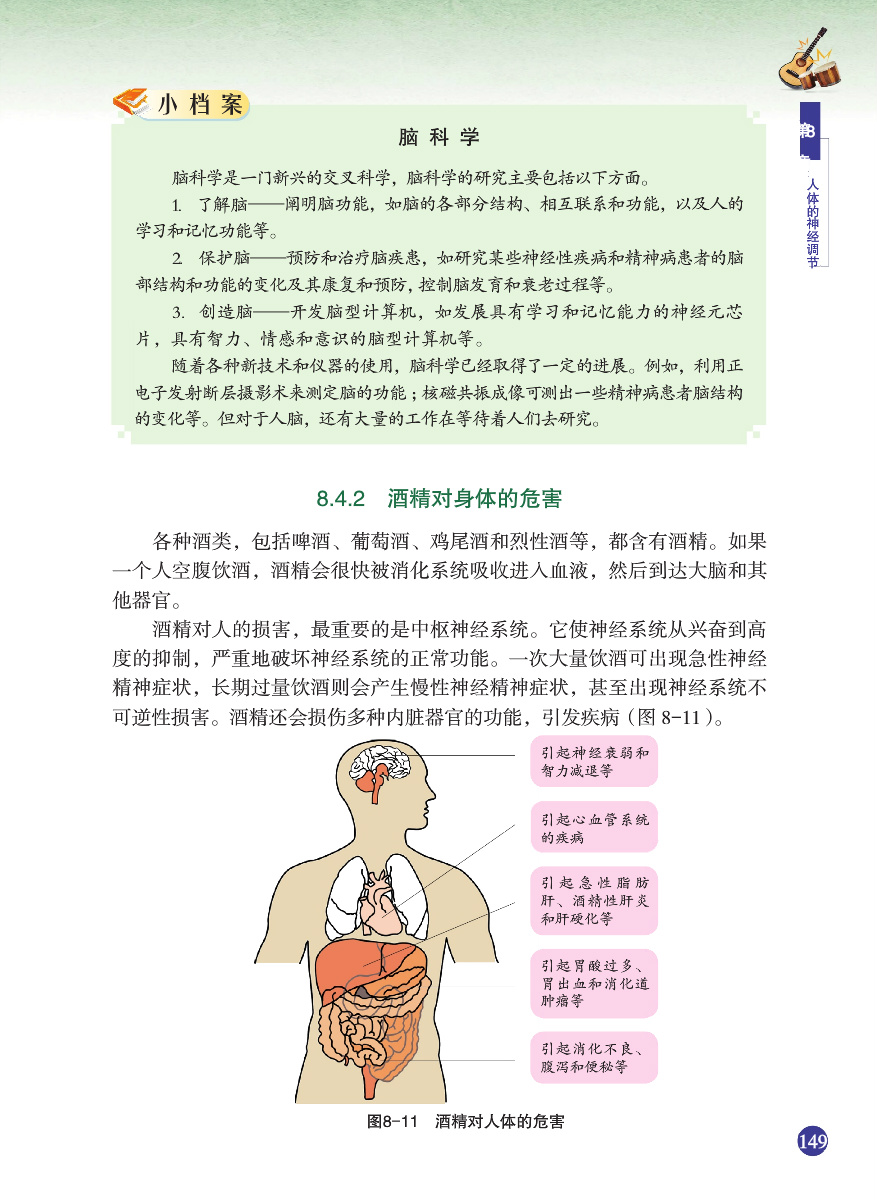 小档案
脑科学
脑科学是一门新兴的交叉科学，脑科学的研究主要包括以下方面。
1. 了解脑——阐明脑功能，如脑的各部分结构、相互联系和功能，以及人的
学习和记忆功能等。
2. 保护脑——预防和治疗脑疾患，如研究某些神经性疾病和精神病患者的脑
部结构和功能的变化及其康复和预防，控制脑发育和衰老过程等。
3. 创造脑——开发脑型计算机，如发展具有学习和记忆能力的神经元芯
片，具有智力、情感和意识的脑型计算机等。
随着各种新技术和仪器的使用，脑科学已经取得了一定的进展。例如，利用正
电子发射断层摄影术来测定脑的功能；核磁共振成像可测出一些精神病患者脑结构
的变化等。但对于人脑，还有大量的工作在等待着人们去研究。
8
人体的神经调节
8.4.2 酒精对身体的危害
各种酒类，包括啤酒、葡萄酒、鸡尾酒和烈性酒等，都含有酒精。如果
一个人空腹饮酒，酒精会很快被消化系统吸收进入血液，然后到达大脑和其
他器官。
酒精对人的损害，最重要的是中枢神经系统。它使神经系统从兴奋到高
度的抑制，严重地破坏神经系统的正常功能。一次大量饮酒可出现急性神经
精神症状，长期过量饮酒则会产生慢性神经精神症状，甚至出现神经系统不
可逆性损害。酒精还会损伤多种内脏器官的功能，引发疾病（图 8-11）。
引起神经衰弱和
智力减退等
引起心血管系统
的疾病
引起急性脂肪
肝、酒精性肝炎
和肝硬化等
引起胃酸过多、
胃出血和消化道
肿瘤等
引起消化不良、
腹泻和便秘等
图8-11 酒精对人体的危害
149